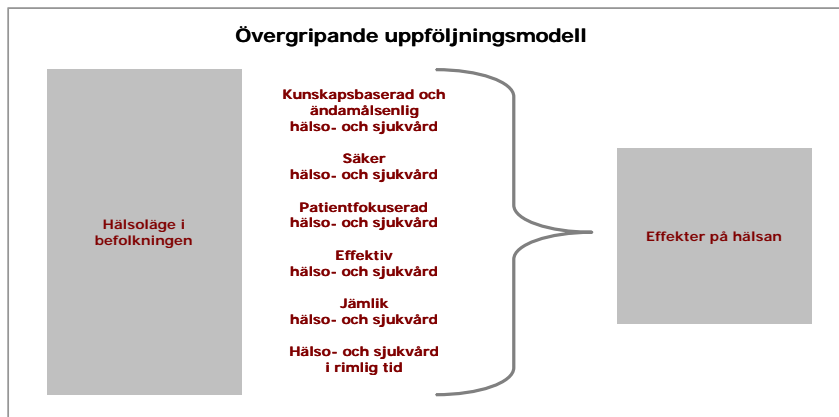 Övergripande uppföljningsmodell
Hälsoläge i
befolkningen
Kunskapsbaserad och
ändamålsenlig
hälso- och sjukvård
Säker
hälso- och sjukvård
Patientfokuserad
hälso- och sjukvård
Effektiv
hälso- och sjukvård
Jämlik
hälso- och sjukvård
Hälso- och sjukvård
i rimlig tid
Effekter på hälsan